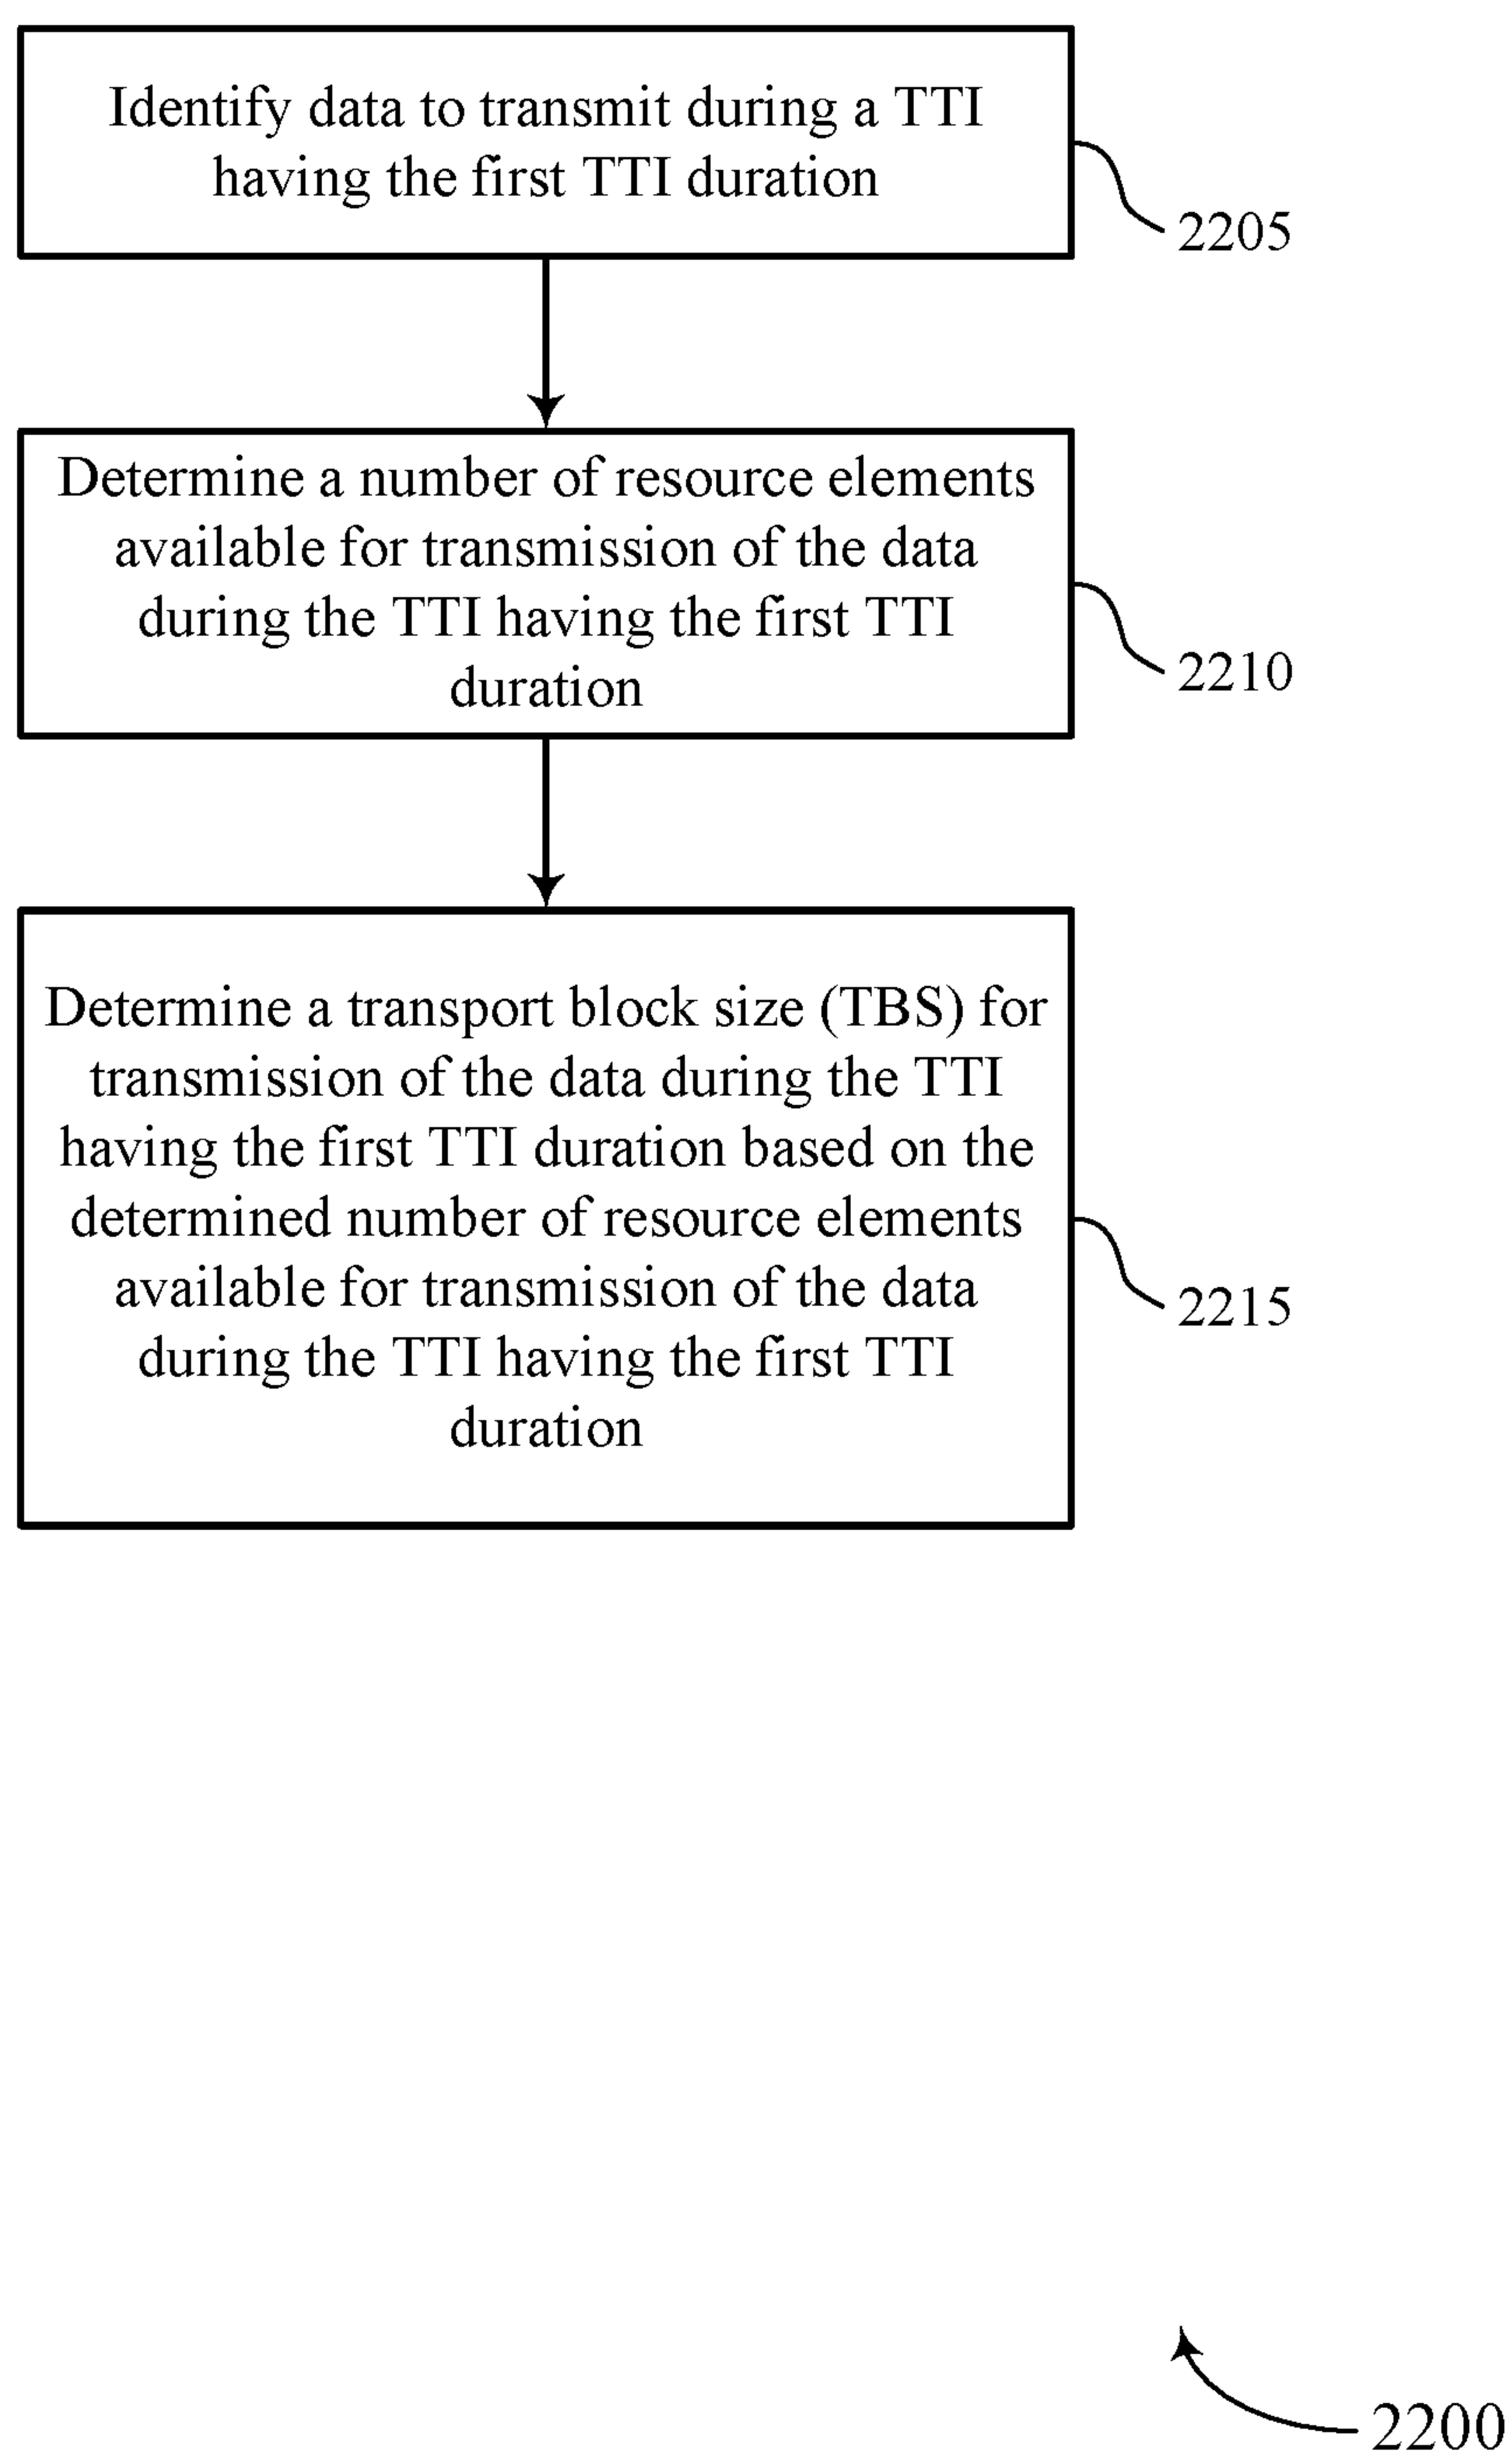 Identify data to transmit during a TTI
having the first TTI duration
2205
Determine a number of resource elements
available for transmission of the data
during the TTI having the first TTI
duration
2210
Determine a transport block size (TBS) for
transmission of the data during the TTI
having the first TTI duration based on the
determined number of resource elements
available for transmission of the data
during the TTI having the first TTI
duration
2215
2200